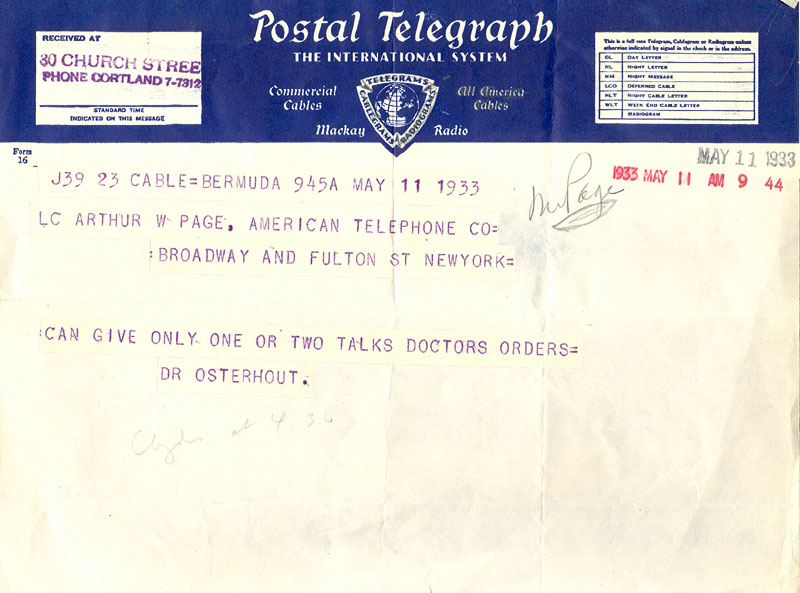 RECEIVED AT
30 CHURCH STREE
PHONE CORTLAND 7-7312
STANDARD TIME
INDICATED ON THIS MESSAGE
Postal Telegraph
THE INTERNATIONAL SYSTEM
Commercial
Cables
All America
Cables
Mackay Radio
TELEGRAMS
CABLEGRAMS
RADIOGRAMS
This is a full rate Telegram, Cablegram or Radiogram unless
otherwise indicated by signal in the check or in the address.
DL DAY LETTER
NL NIGHT LETTER
NM NIGHT MESSAGE
LCO DEFERRED CABLE
NLT NIGHT CABLE LETTER
WLT WEEK END CABLE LETTER
RADIOGRAM
Form
16
MAY 11 1933
1933 MAY 11 AM 9 44
Mr Page
J39 23 CABLE=BERMUDA 945A MAY 11 1933
LC ARTHUR W PAGE, AMERICAN TELEPHONE CO=
:BROADWAY AND FULTON ST NEWYORK=
:CAN GIVE ONLY ONE OR TWO TALKS DOCTORS ORDERS=
DR OSTERHOUT.
at 4.30